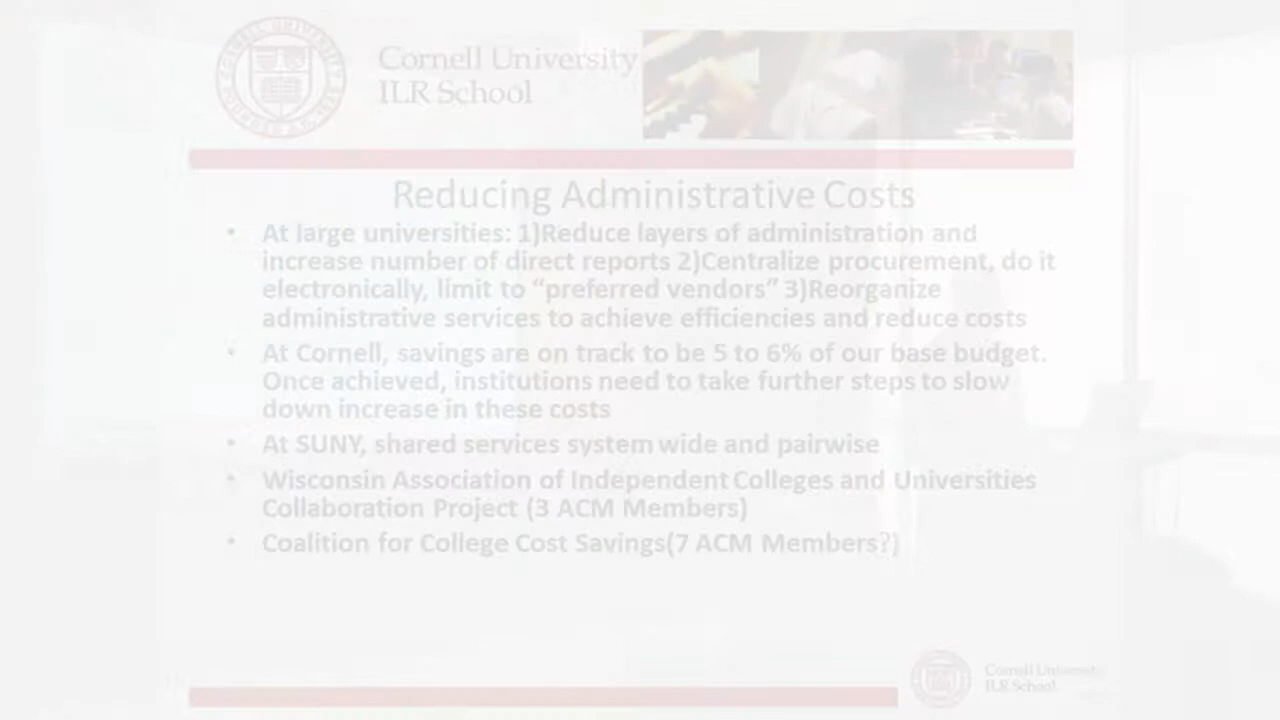 Cornell University
ILR School
Reducing Administrative Costs
• At large universities: 1)Reduce layers of administration and
increase number of direct reports 2)Centralize procurement, do it
electronically, limit to “preferred vendors” 3)Reorganize
administrative services to achieve efficiencies and reduce costs
• At Cornell, savings are on track to be 5 to 6% of our base budget.
Once achieved, institutions need to take further steps to slow
down increase in these costs
• At SUNY, shared services system wide and pairwise
• Wisconsin Association of Independent Colleges and Universities
Collaboration Project (3 ACM Members)
• Coalition for College Cost Savings(7 ACM Members?)
Cornell University
ILR School